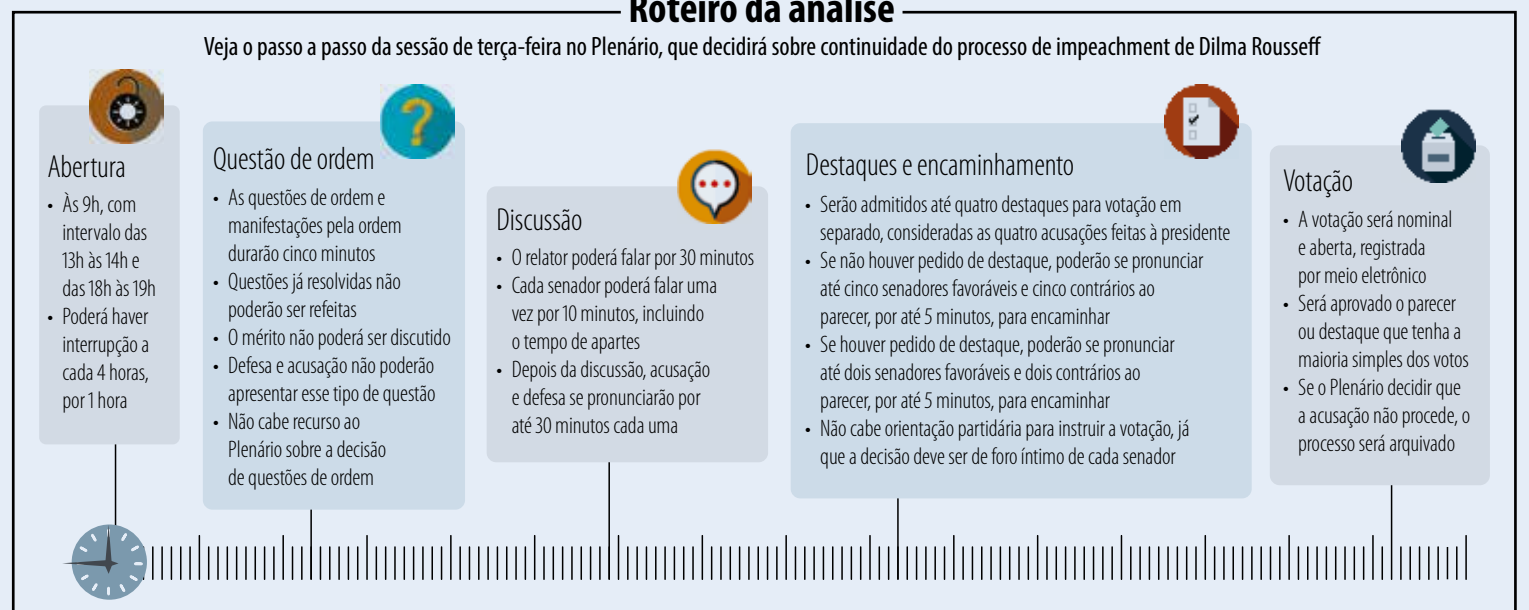 Roteiro da análise
Veja o passo a passo da sessão de terça-feira no Plenário, que decidirá sobre continuidade do processo de impeachment de Dilma Rousseff
Abertura
• Às 9h, com
intervalo das
13h às 14h e
das 18h às 19h
• Poderá haver
interrupção a
cada 4 horas,
por 1 hora
Questão de ordem
• As questões de ordem e
manifestações pela ordem
durarão cinco minutos
• Questões já resolvidas não
poderão ser refeitas
• O mérito não poderá ser discutido
• Defesa e acusação não poderão
apresentar esse tipo de questão
• Não cabe recurso ao
Plenário sobre a decisão
de questões de ordem
Discussão
• O relator poderá falar por 30 minutos
• Cada senador poderá falar uma
vez por 10 minutos, incluindo
o tempo de apartes
• Depois da discussão, acusação
e defesa se pronunciarão por
até 30 minutos cada uma
Destaques e encaminhamento
• Serão admitidos até quatro destaques para votação em
separado, consideradas as quatro acusações feitas à presidente
• Se não houver pedido de destaque, poderão se pronunciar
até cinco senadores favoráveis e cinco contrários ao
parecer, por até 5 minutos, para encaminhar
• Se houver pedido de destaque, poderão se pronunciar
até dois senadores favoráveis e dois contrários ao
parecer, por até 5 minutos, para encaminhar
• Não cabe orientação partidária para instruir a votação, já
que a decisão deve ser de foro íntimo de cada senador
Votação
• A votação será nominal
e aberta, registrada
por meio eletrônico
• Será aprovado o parecer
ou destaque que tenha a
maioria simples dos votos
• Se o Plenário decidir que
a acusação não procede, o
processo será arquivado